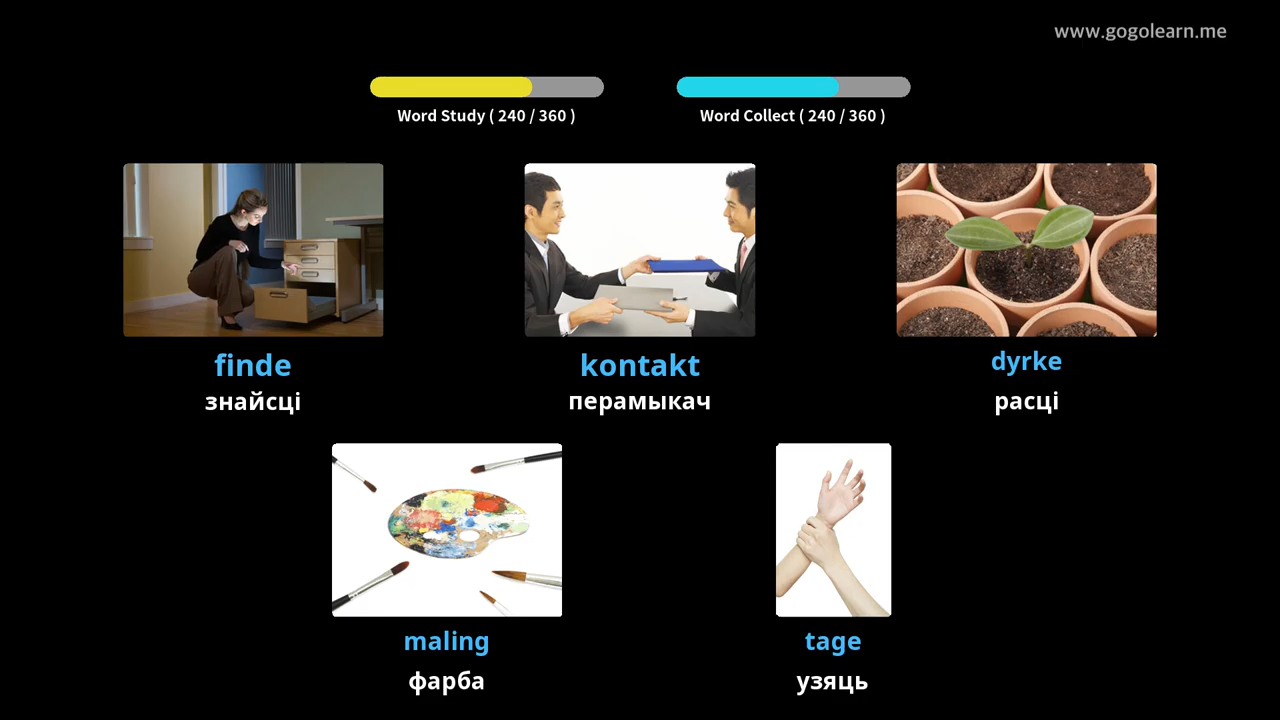 www.gogolearn.me
Word Study ( 240 / 360 )
Word Collect ( 240 / 360 )
finde
знайсці
kontakt
перамыкач
dyrke
расці
maling
фарба
tage
узяць